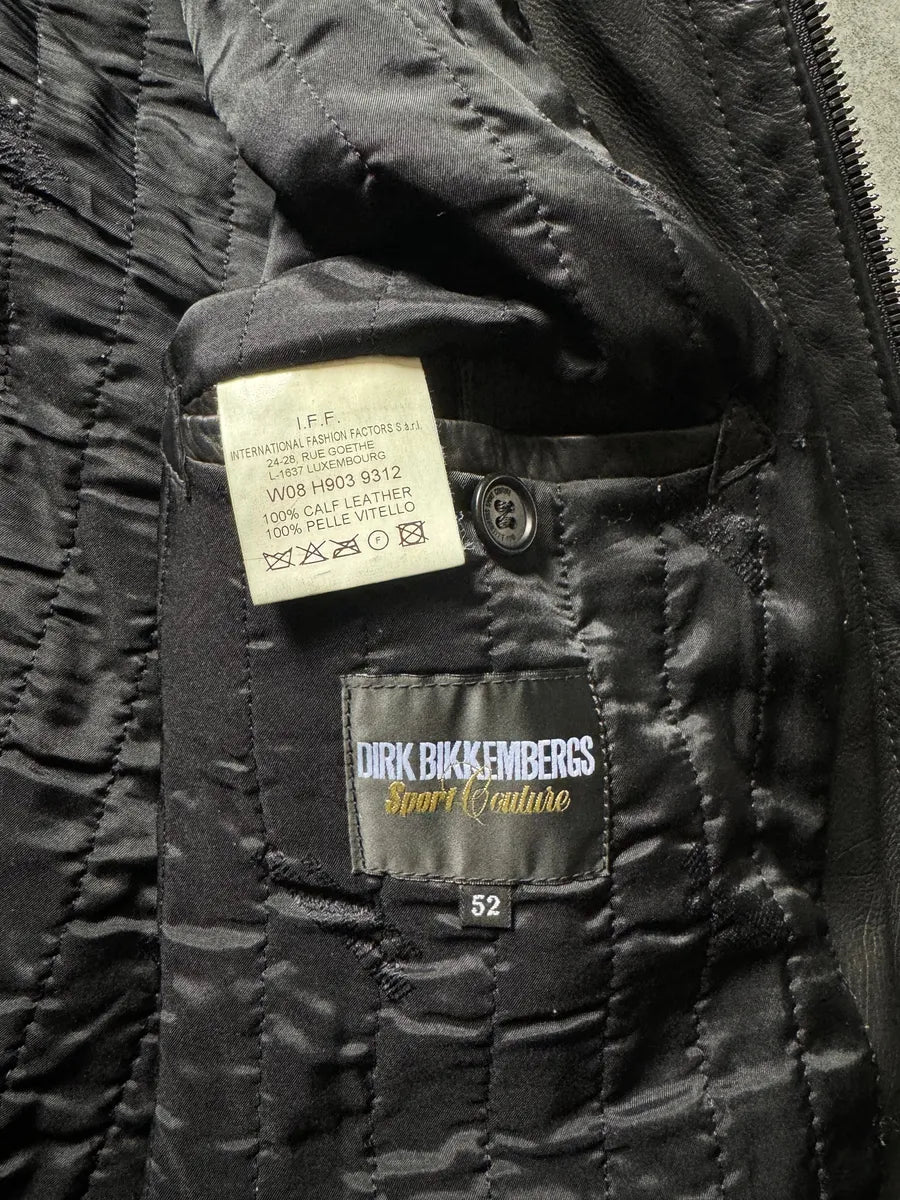 I.F.F.
INTERNATIONAL FASHION FACTORS S.à.r.l.
24-28, RUE GOETHE
L-1637 LUXEMBOURG
W08 H903 9312
100% CALF LEATHER
100% PELLE VITELLO
F
DIRK BIKKEMBERGS
Sport Couture
52